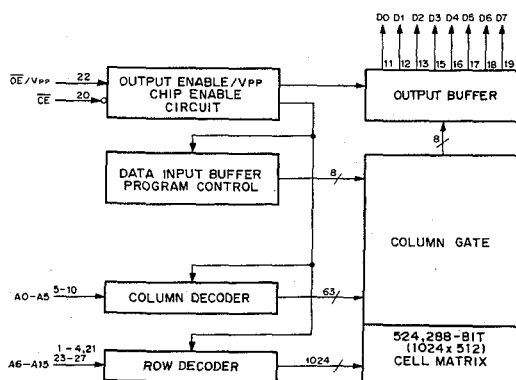 D0 D1 D2 D3 D4 D5 D6 D7
11 12 13 15 16 17 18 19
OE/VPP 22
CE 20
OUTPUT ENABLE/VPP
CHIP ENABLE
CIRCUIT
OUTPUT BUFFER
8
DATA INPUT BUFFER
PROGRAM CONTROL
8
COLUMN GATE
A0-A5 5-10
COLUMN DECODER
63
524,288-BIT
(1024x512)
CELL MATRIX
1-4,21
A6-A15 23-27
ROW DECODER
1024